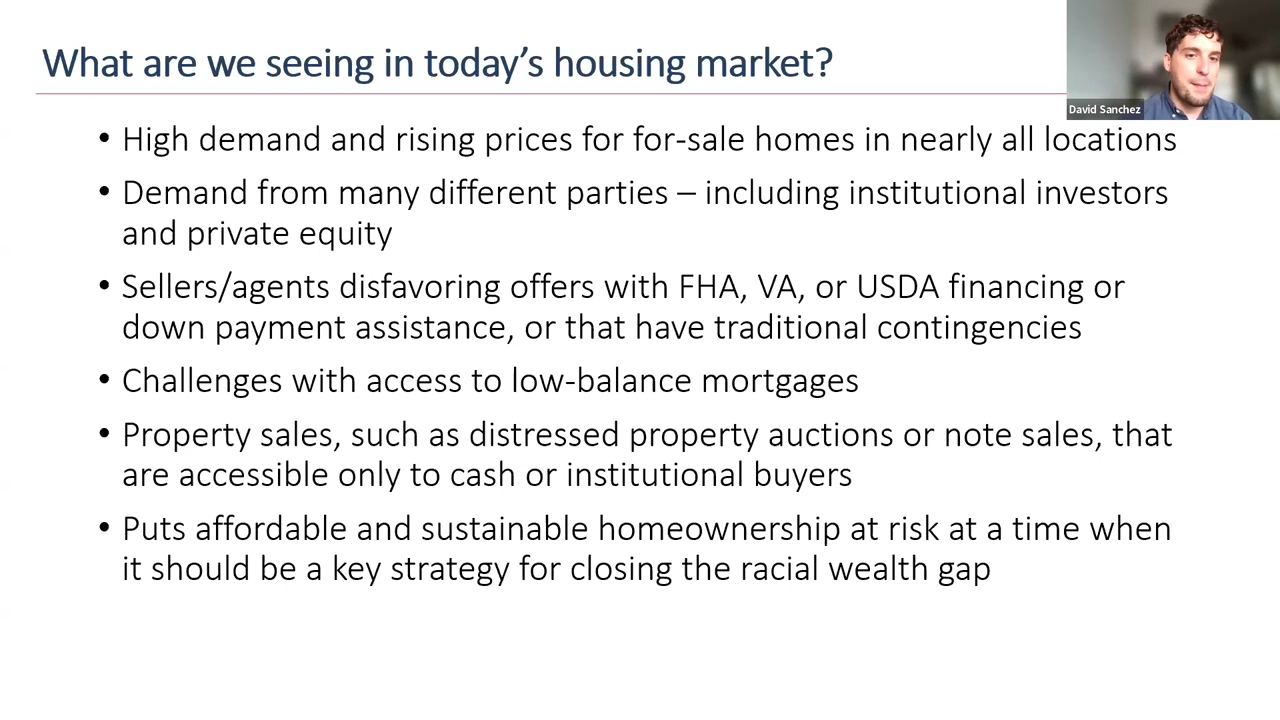 What are we seeing in today's housing market?
David Sanchez
• High demand and rising prices for for-sale homes in nearly all locations
• Demand from many different parties – including institutional investors
and private equity
• Sellers/agents disfavoring offers with FHA, VA, or USDA financing or
down payment assistance, or that have traditional contingencies
• Challenges with access to low-balance mortgages
• Property sales, such as distressed property auctions or note sales, that
are accessible only to cash or institutional buyers
• Puts affordable and sustainable homeownership at risk at a time when
it should be a key strategy for closing the racial wealth gap